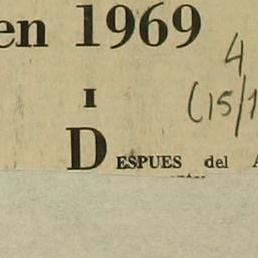 en 1969
4
(15/1
I
DESPUES del A